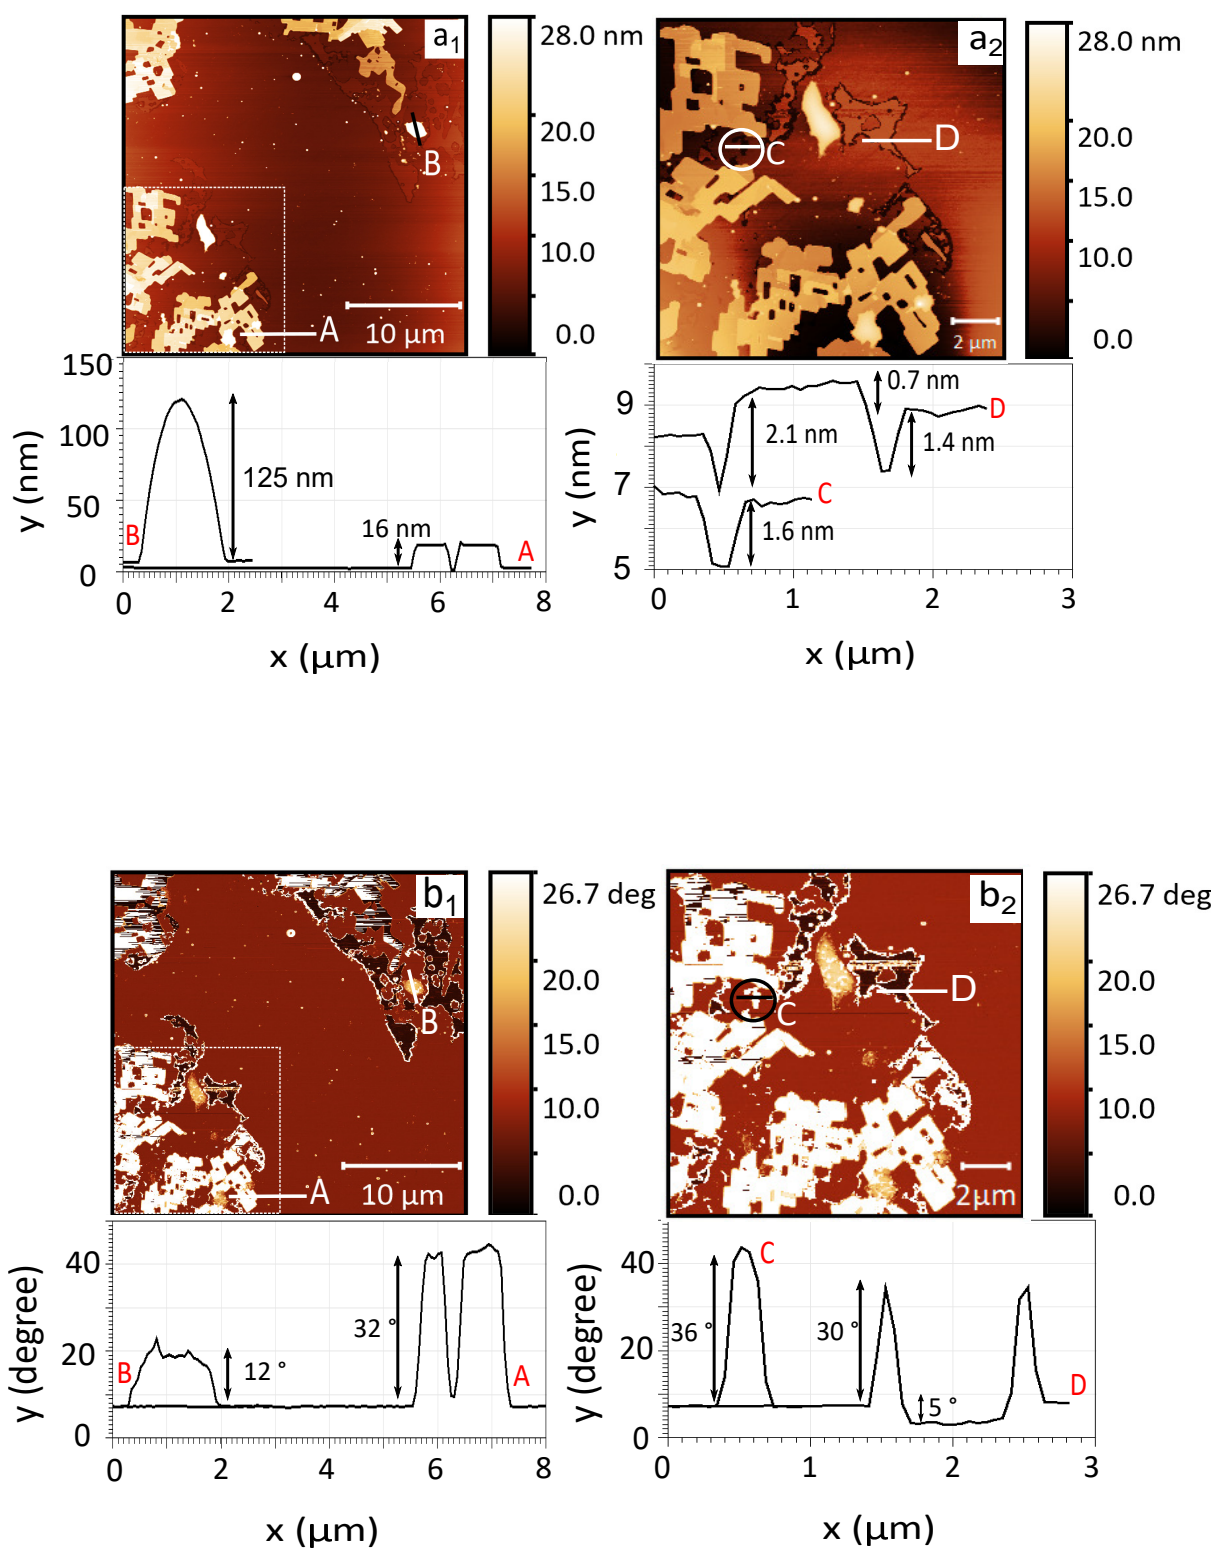 a1
28.0 nm
20.0
15.0
10.0
0.0
B
A
10 μm
a2
28.0 nm
20.0
15.0
10.0
0.0
C
D
2 μm
y (nm)
150
100
50
0
B
125 nm
16 nm
A
0 2 4 6 8
x (μm)
y (nm)
9
7
5
0.7 nm
D
2.1 nm
1.4 nm
C
1.6 nm
0 1 2 3
x (μm)
b1
26.7 deg
20.0
15.0
10.0
0.0
B
A
10 μm
b2
26.7 deg
20.0
15.0
10.0
0.0
C
D
2μm
y (degree)
40
20
0
B
12 °
32 °
A
0 2 4 6 8
x (μm)
y (degree)
40
20
0
C
36 °
30 °
5 °
D
0 1 2 3
x (μm)